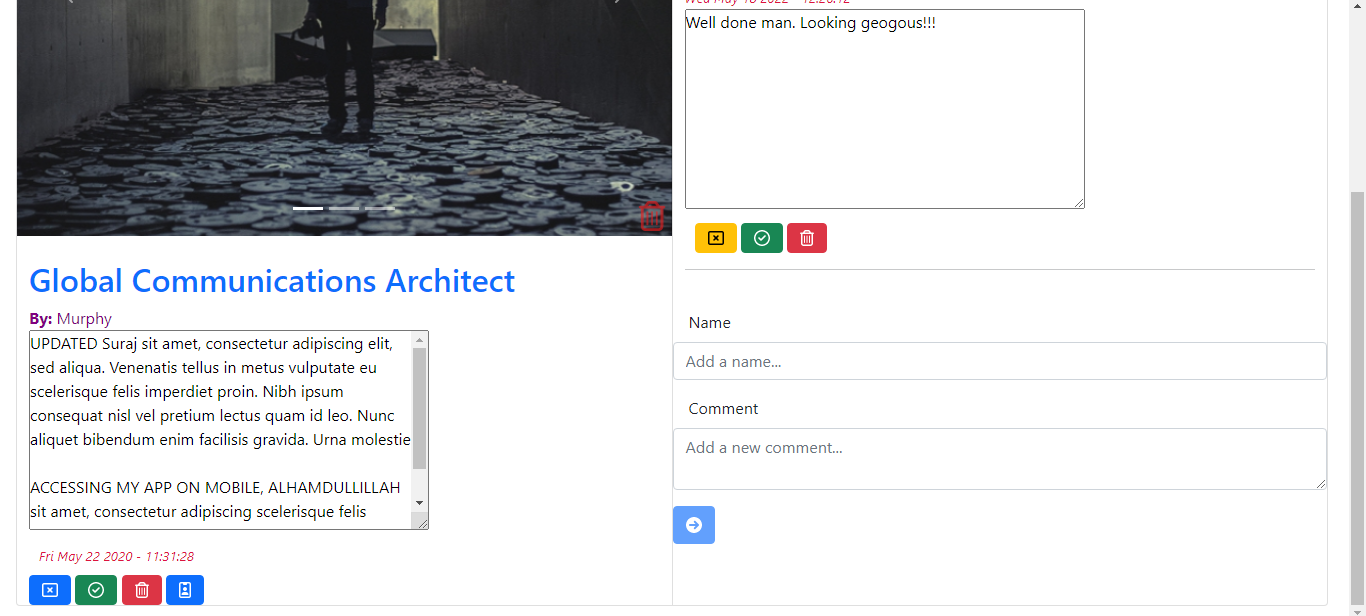 Global Communications Architect
By: Murphy
UPDATED Suraj sit amet, consectetur adipiscing elit,
sed aliqua. Venenatis tellus in metus vulputate eu
scelerisque felis imperdiet proin. Nibh ipsum
consequat nisl vel pretium lectus quam id leo. Nunc
aliquet bibendum enim facilisis gravida. Urna molestie
ACCESSING MY APP ON MOBILE, ALHAMDULLILLAH
sit amet, consectetur adipiscing scelerisque felis
Fri May 22 2020 - 11:31:28
Wed May 18 2022 - 12:26:12
Well done man. Looking geogous!!!
Name
Add a name...
Comment
Add a new comment...